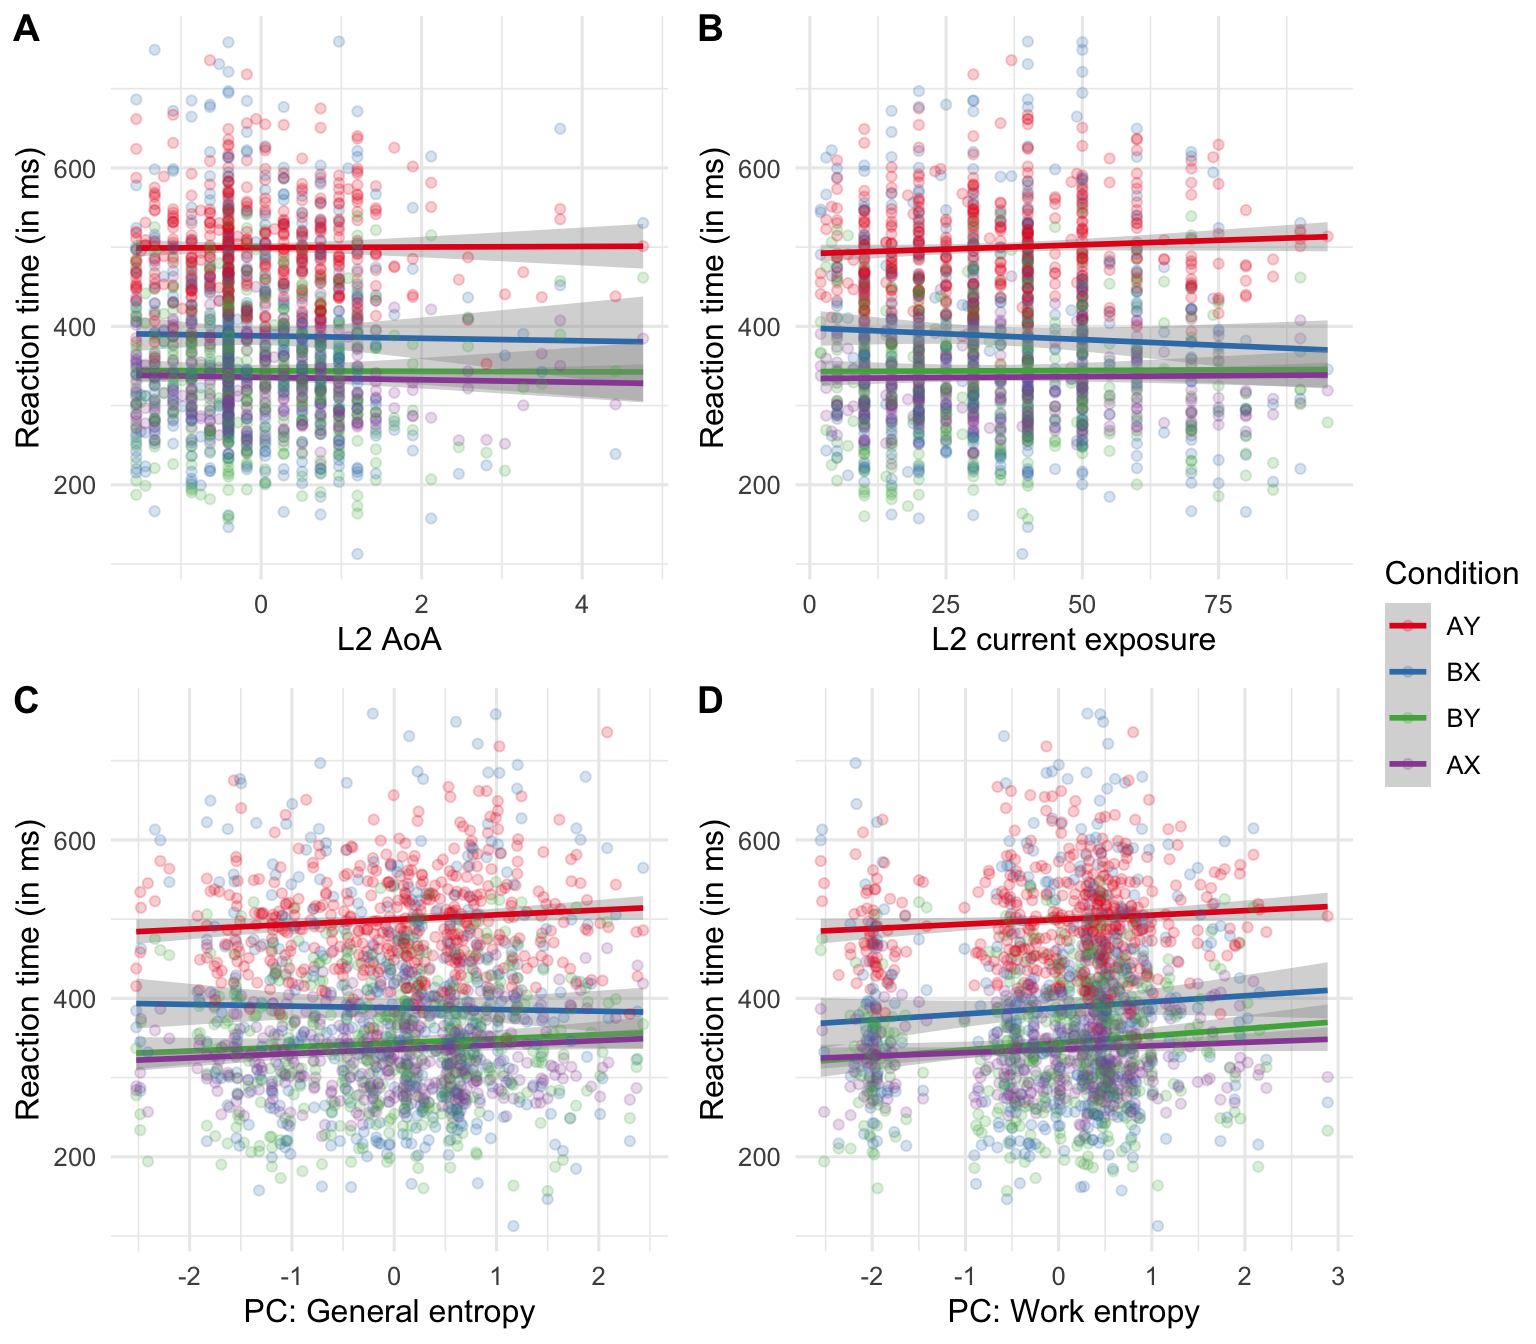 A
B
Reaction time (in ms)
600
400
200
0
2
4
L2 AoA
Reaction time (in ms)
600
400
200
0
25
50
75
L2 current exposure
Condition
AY
BX
BY
AX
C
D
Reaction time (in ms)
600
400
200
-2
-1
0
1
2
PC: General entropy
Reaction time (in ms)
600
400
200
-2
-1
0
1
2
3
PC: Work entropy